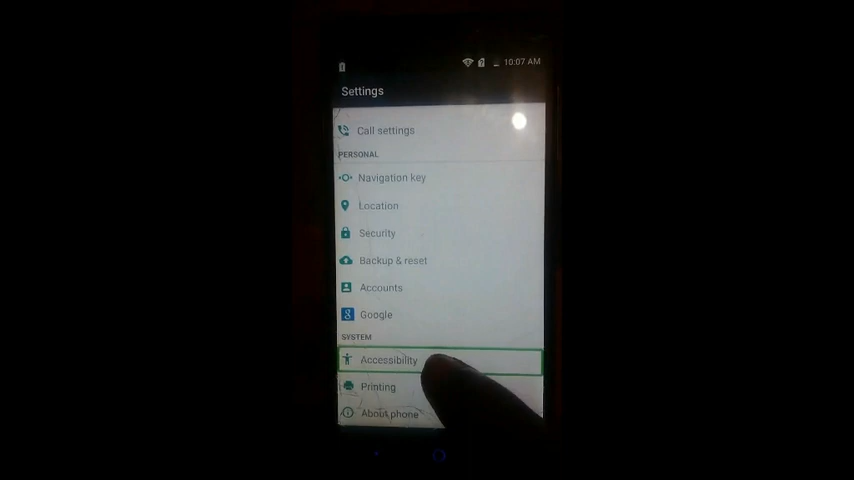 10:07 AM
Settings
Call settings
PERSONAL
Navigation key
Location
Security
Backup & reset
Accounts
Google
SYSTEM
Accessibility
Printing
About phone